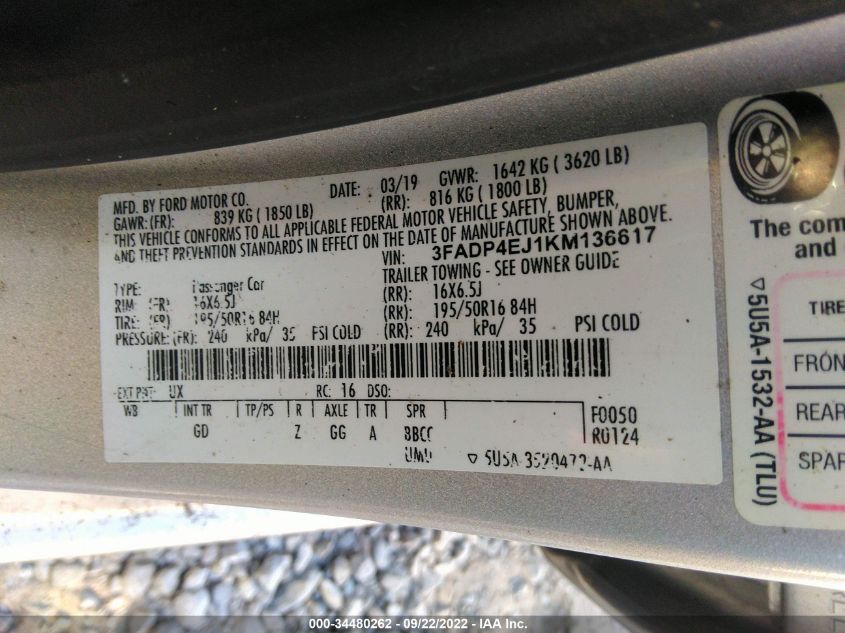 MFD. BY FORD MOTOR CO. DATE: 03/19 GVWR: 1642 KG ( 3620 LB)
GAWR: (FR): 839 KG ( 1850 LB) (RR): 816 KG ( 1800 LB)
THIS VEHICLE CONFORMS TO ALL APPLICABLE FEDERAL MOTOR VEHICLE SAFETY, BUMPER,
AND THEFT PREVENTION STANDARDS IN EFFECT ON THE DATE OF MANUFACTURE SHOWN ABOVE.
VIN: 3FADP4EJ1KM136617
TYPE: Passenger Car TRAILER TOWING - SEE OWNER GUIDE
RIM: (FR): 16X6.5J (RR): 16X6.5J
TIRE: (FR) 195/50R16 84H (RR): 195/50R16 84H
PRESSURE: (FR): 240 kPa/ 35 PSI COLD (RR): 240 kPa/ 35 PSI COLD
EXT PNT: UX RC: 16 DSO:
WB INT TR TP/PS R AXLE TR SPR F0050
GD Z GG A R0124
▽ 5U5A-
The com
and
▽5U5A-1532-AA (TLU)
TIRE
FRON
REAR
SPAR
000-34480262 - 09/22/2022 - IAA Inc.